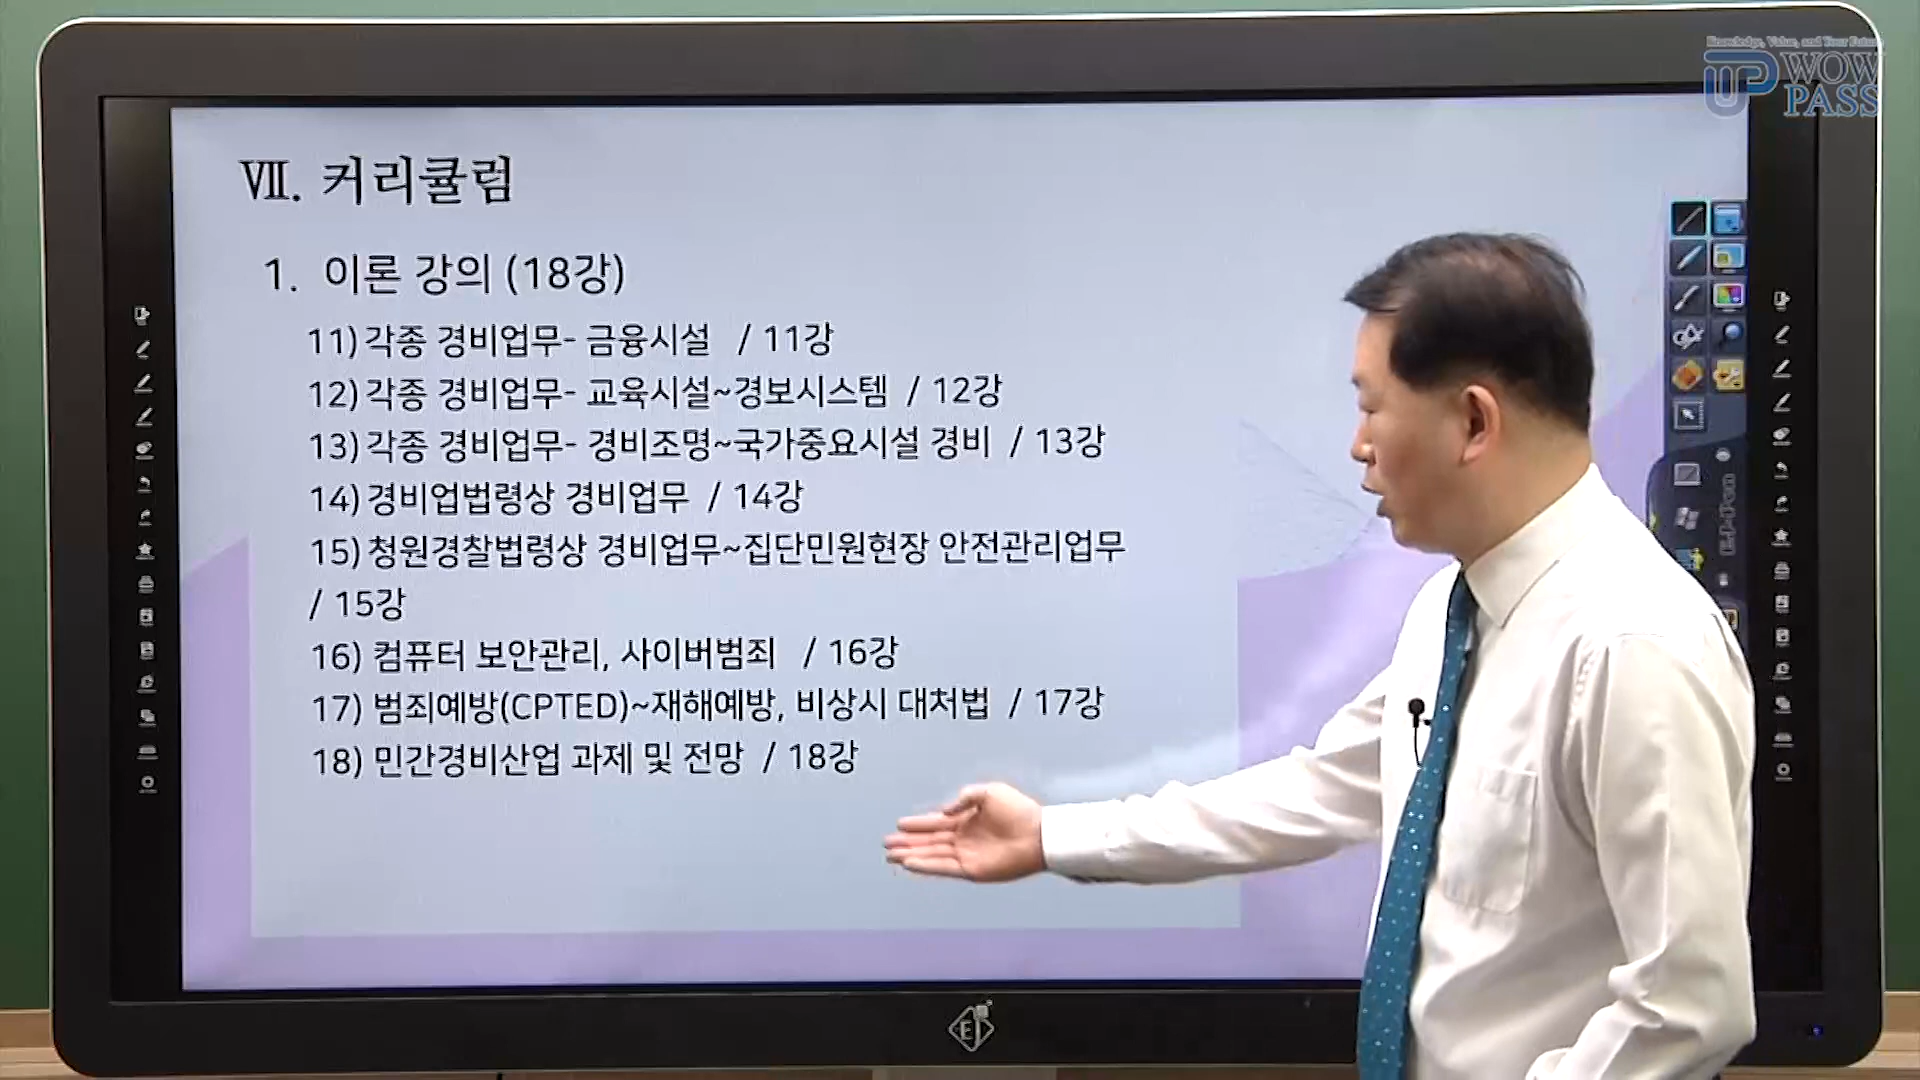 Knowledge, Value, and Your Future
WOW
PASS
Ⅶ. 커리큘럼
1. 이론 강의 (18강)
11) 각종 경비업무- 금융시설 / 11강
12) 각종 경비업무- 교육시설~경보시스템 / 12강
13) 각종 경비업무- 경비조명~국가중요시설 경비 / 13강
14) 경비업법령상 경비업무 / 14강
15) 청원경찰법령상 경비업무~집단민원현장 안전관리업무
/ 15강
16) 컴퓨터 보안관리, 사이버범죄 / 16강
17) 범죄예방(CPTED)~재해예방, 비상시 대처법 / 17강
18) 민간경비산업 과제 및 전망 / 18강